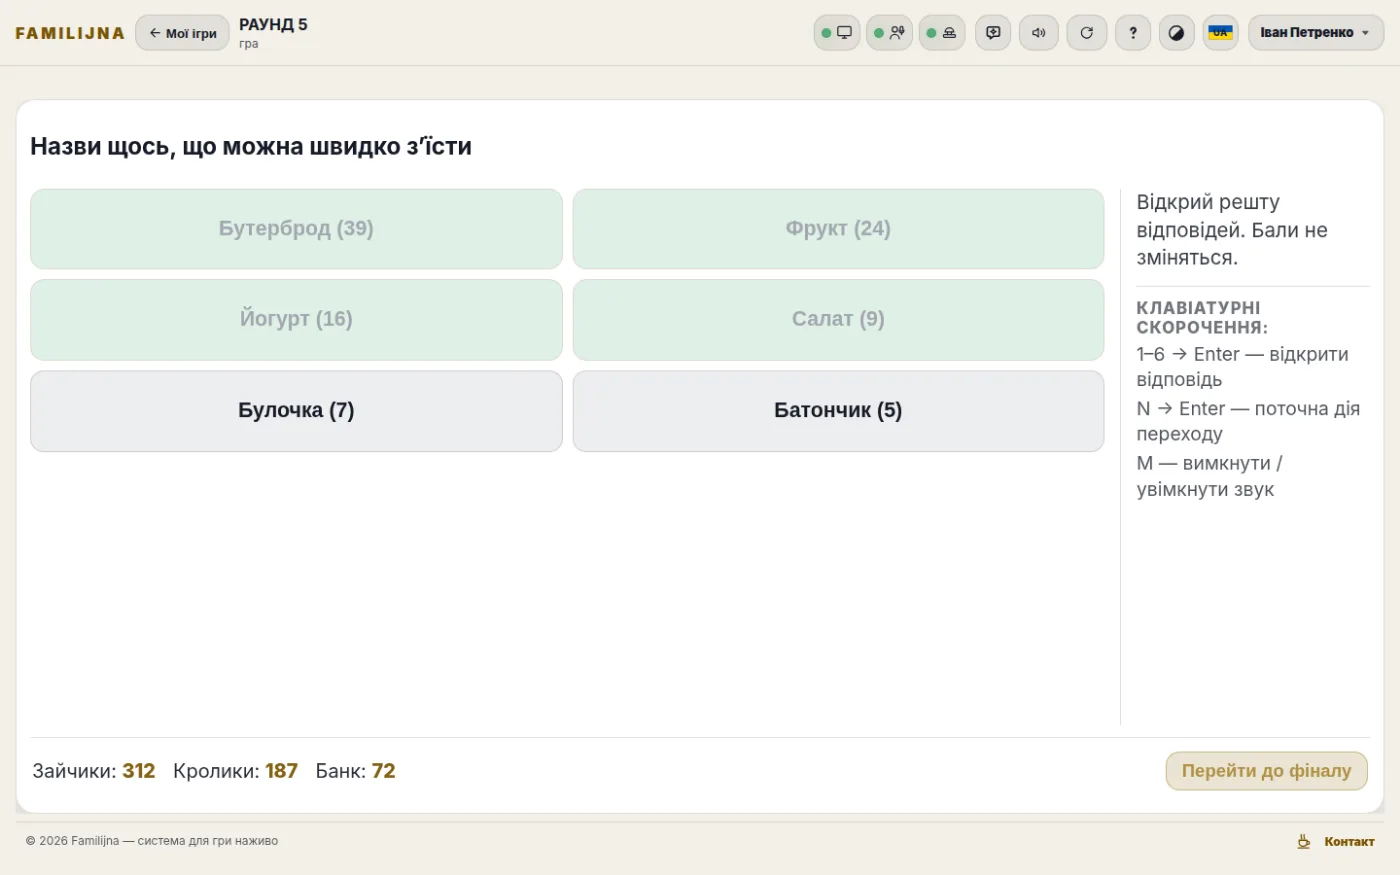 FAMILIJNA
← Мої ігри
РАУНД 5
гра
?
UA
Іван Петренко
Назви щось, що можна швидко з’їсти
Бутерброд (39)
Фрукт (24)
Йогурт (16)
Салат (9)
Булочка (7)
Батончик (5)
Відкрий решту
відповідей. Бали не
зміняться.
КЛАВІАТУРНІ
СКОРОЧЕННЯ:
1–6 → Enter — відкрити
відповідь
N → Enter — поточна дія
переходу
M — вимкнути /
увімкнути звук
Зайчики: 312 Кролики: 187 Банк: 72
Перейти до фіналу
© 2026 Familijna — система для гри наживо
Контакт